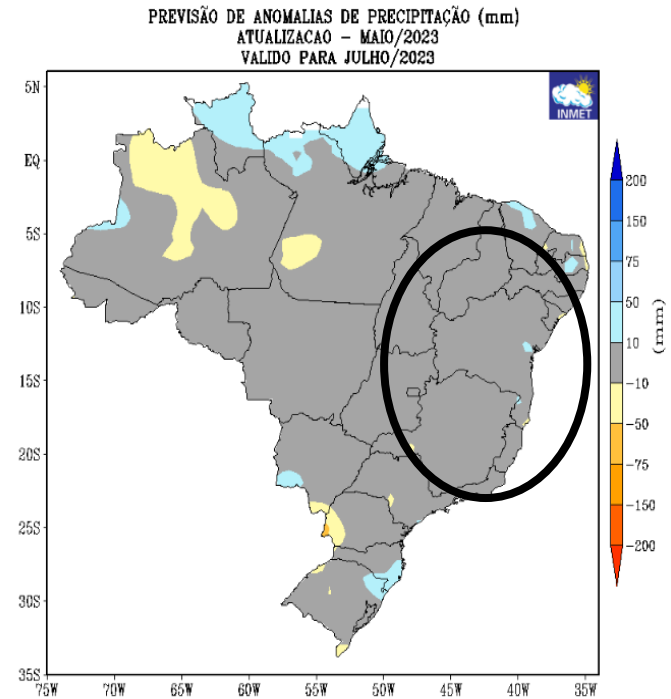 PREVISÃO DE ANOMALIAS DE PRECIPITAÇÃO (mm)
ATUALIZACAO – MAIO/2023
VALIDO PARA JULHO/2023
INMET
5N
EQ
5S
10S
15S
20S
25S
30S
35S
75W 70W 65W 60W 55W 50W 45W 40W 35W
200
150
75
50
10
-10
-50
-75
-150
-200
(mm)